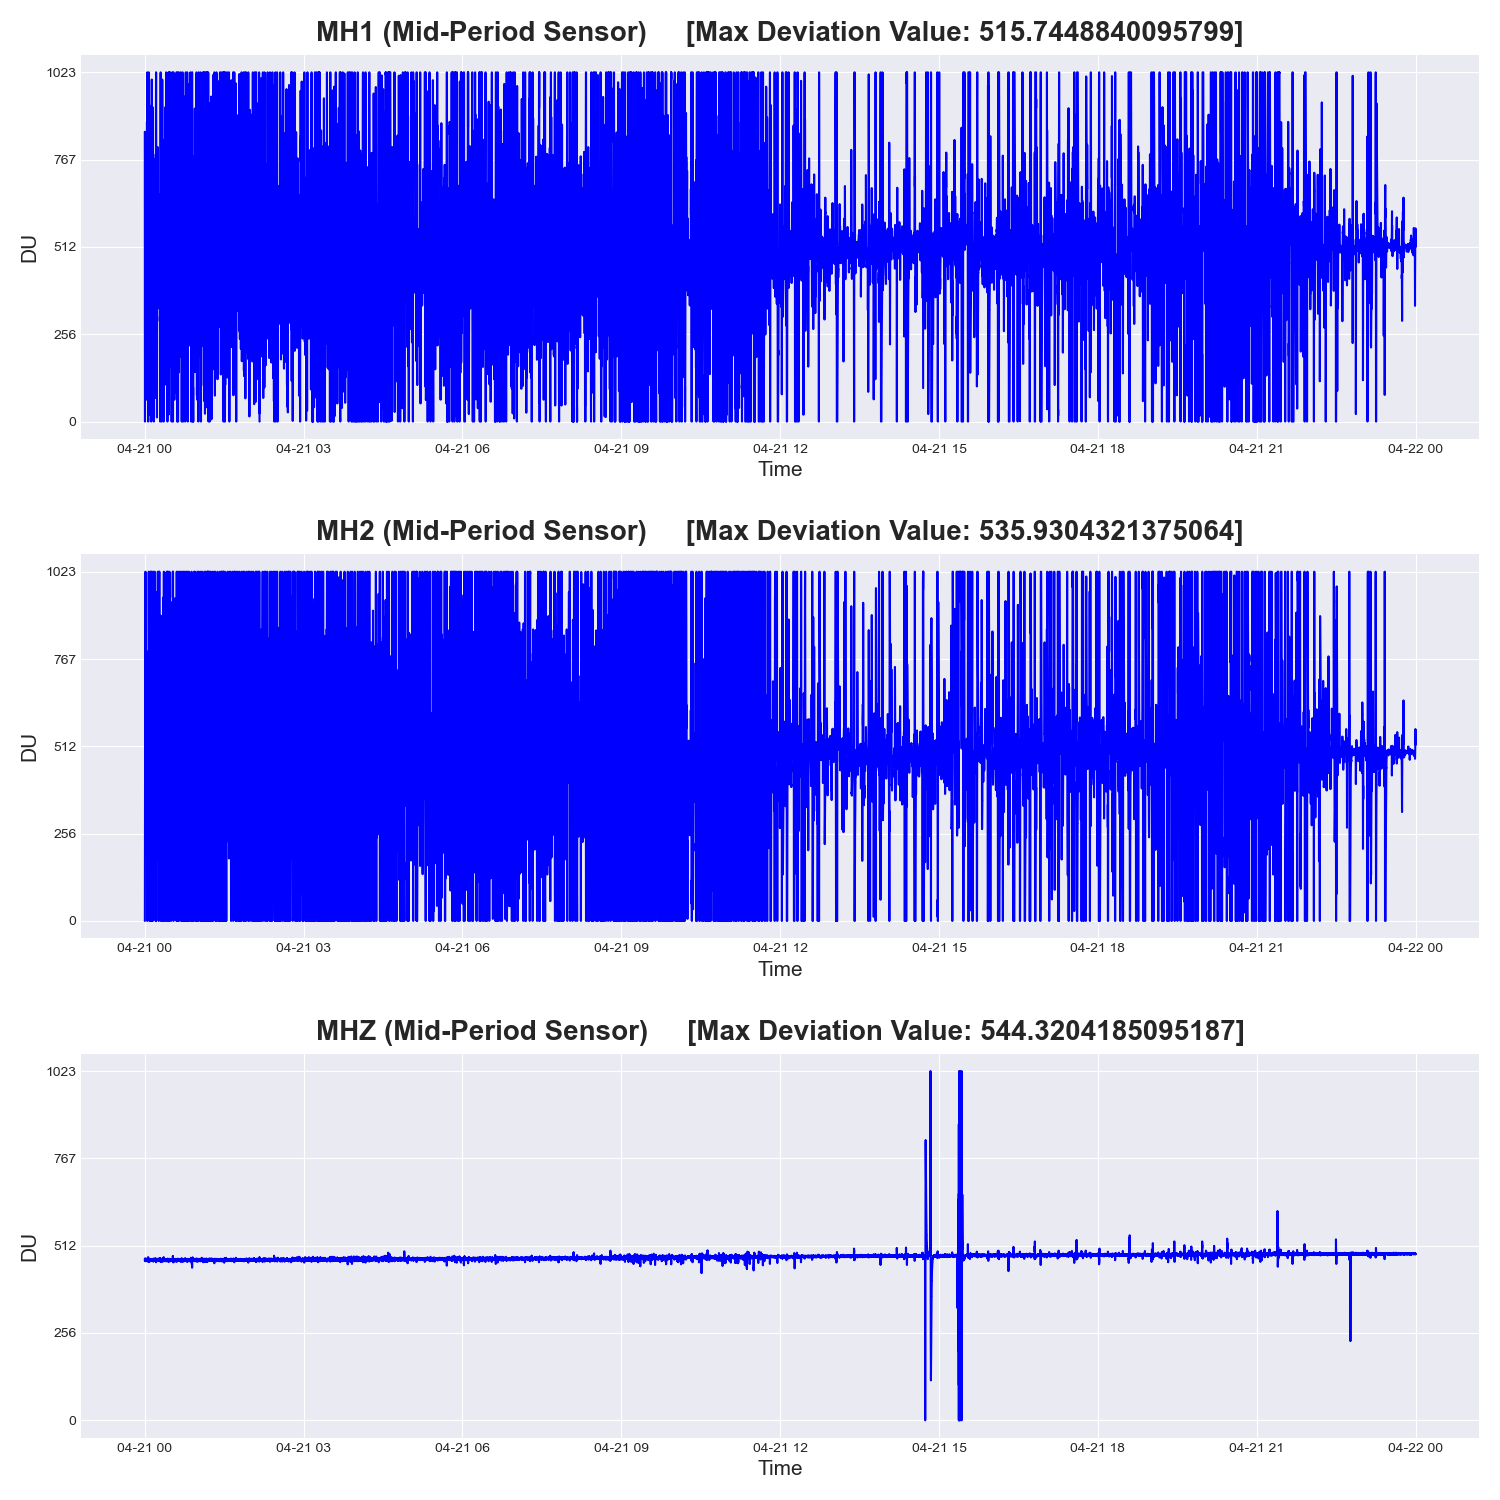 MH1 (Mid-Period Sensor) [Max Deviation Value: 515.7448840095799]
1023
767
512
256
0
DU
04-21 00 04-21 03 04-21 06 04-21 09 04-21 12 04-21 15 04-21 18 04-21 21 04-22 00
Time
MH2 (Mid-Period Sensor) [Max Deviation Value: 535.9304321375064]
1023
767
512
256
0
DU
04-21 00 04-21 03 04-21 06 04-21 09 04-21 12 04-21 15 04-21 18 04-21 21 04-22 00
Time
MHZ (Mid-Period Sensor) [Max Deviation Value: 544.3204185095187]
1023
767
512
256
0
DU
04-21 00 04-21 03 04-21 06 04-21 09 04-21 12 04-21 15 04-21 18 04-21 21 04-22 00
Time